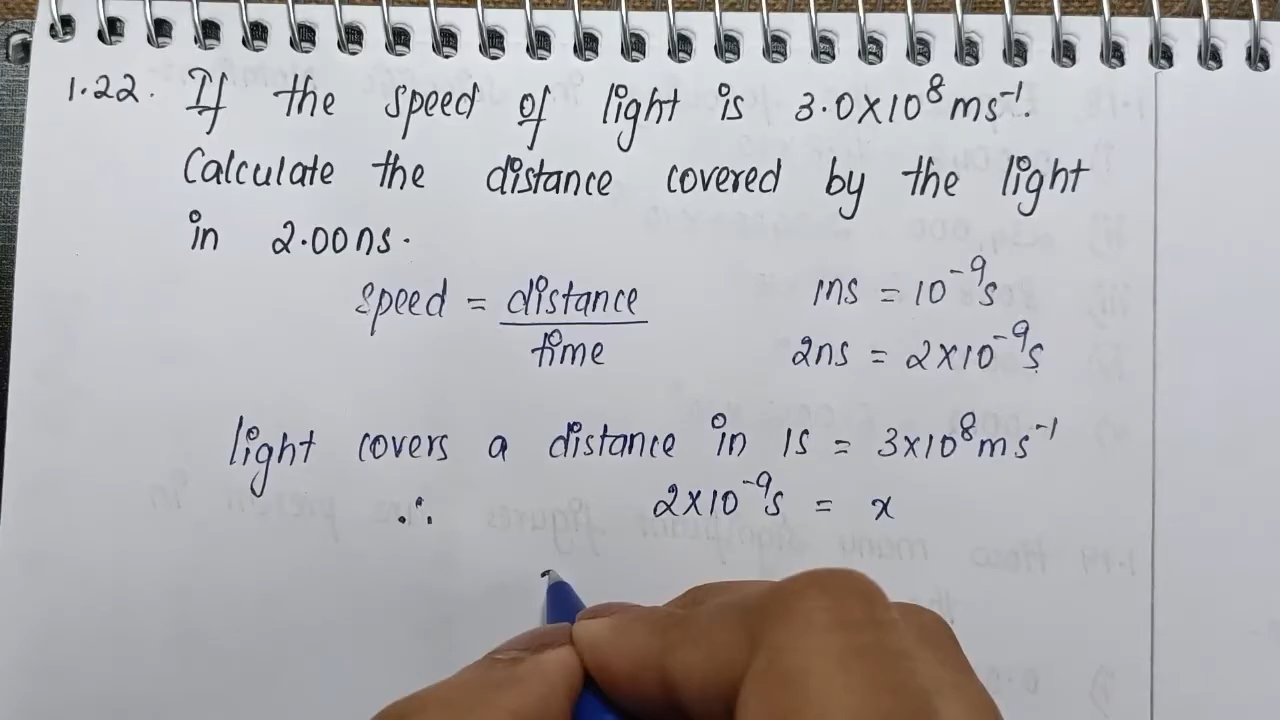 1.22. If the speed of light is 3.0×10⁸ ms⁻¹.
Calculate the distance covered by the light
in 2.00ns.
speed = distance / time
1ns = 10⁻⁹s
2ns = 2×10⁻⁹s
light covers a distance in 1s = 3×10⁸ms⁻¹
∴ 2×10⁻⁹s = x